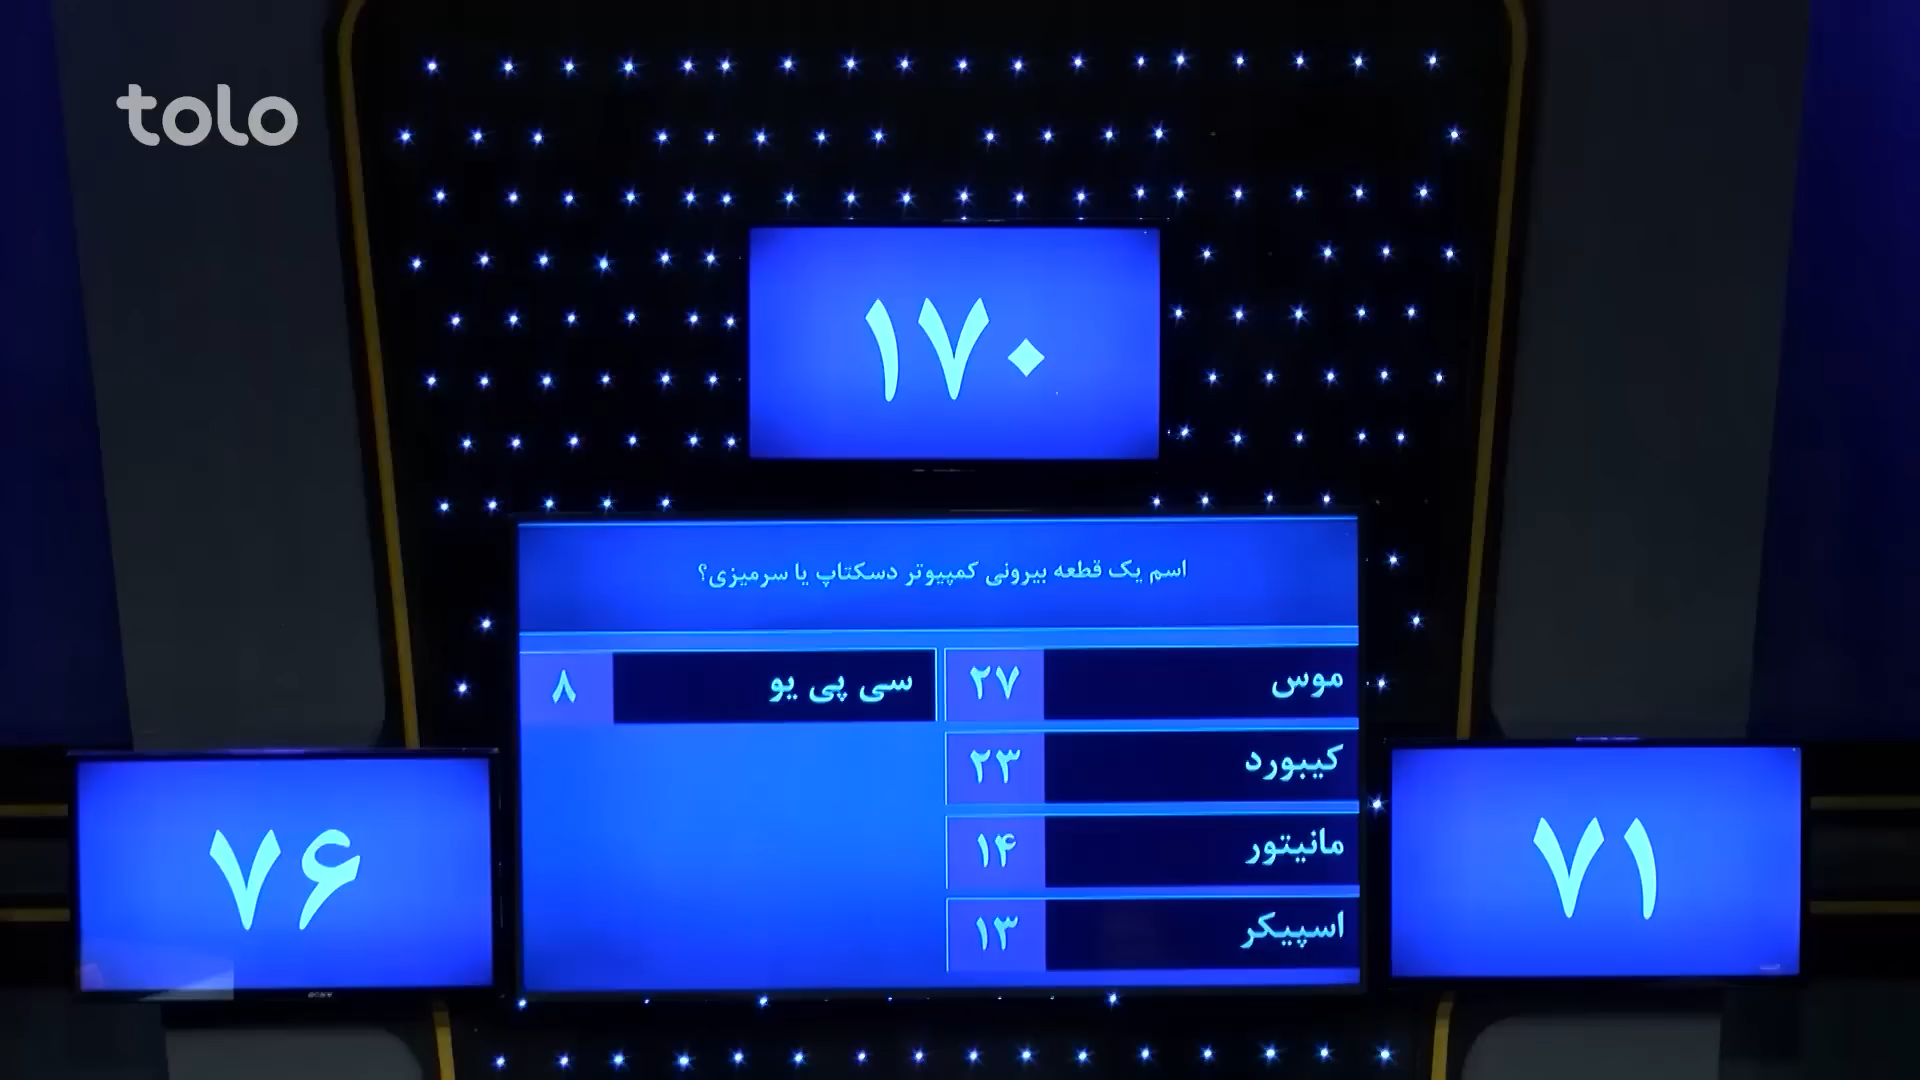 tolo
۱۷۰
اسم یک قطعه بیرونی کمپیوتر دسکتاپ یا سرمیزی؟
موس ۲۷
کیبورد ۲۳
مانیتور ۱۴
اسپیکر ۱۳
سی پی یو ۸
۷۶
۷۱
SONY